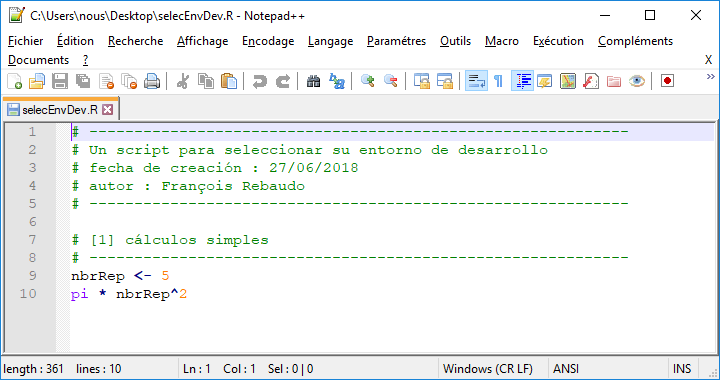 C:\Users\nous\Desktop\selecEnvDev.R - Notepad++
Fichier Édition Recherche Affichage Encodage Langage Paramètres Outils Macro Exécution Compléments
Documents ? X
selecEnvDev.R
1 # ------------------------------------------------------------
2 # Un script para seleccionar su entorno de desarrollo
3 # fecha de creación : 27/06/2018
4 # autor : François Rebaudo
5 # ------------------------------------------------------------
6
7 # [1] cálculos simples
8 # ------------------------------------------------------------
9 nbrRep <- 5
10 pi * nbrRep^2
length : 361 lines : 10 Ln : 1 Col : 1 Sel : 0 | 0 Windows (CR LF) ANSI INS